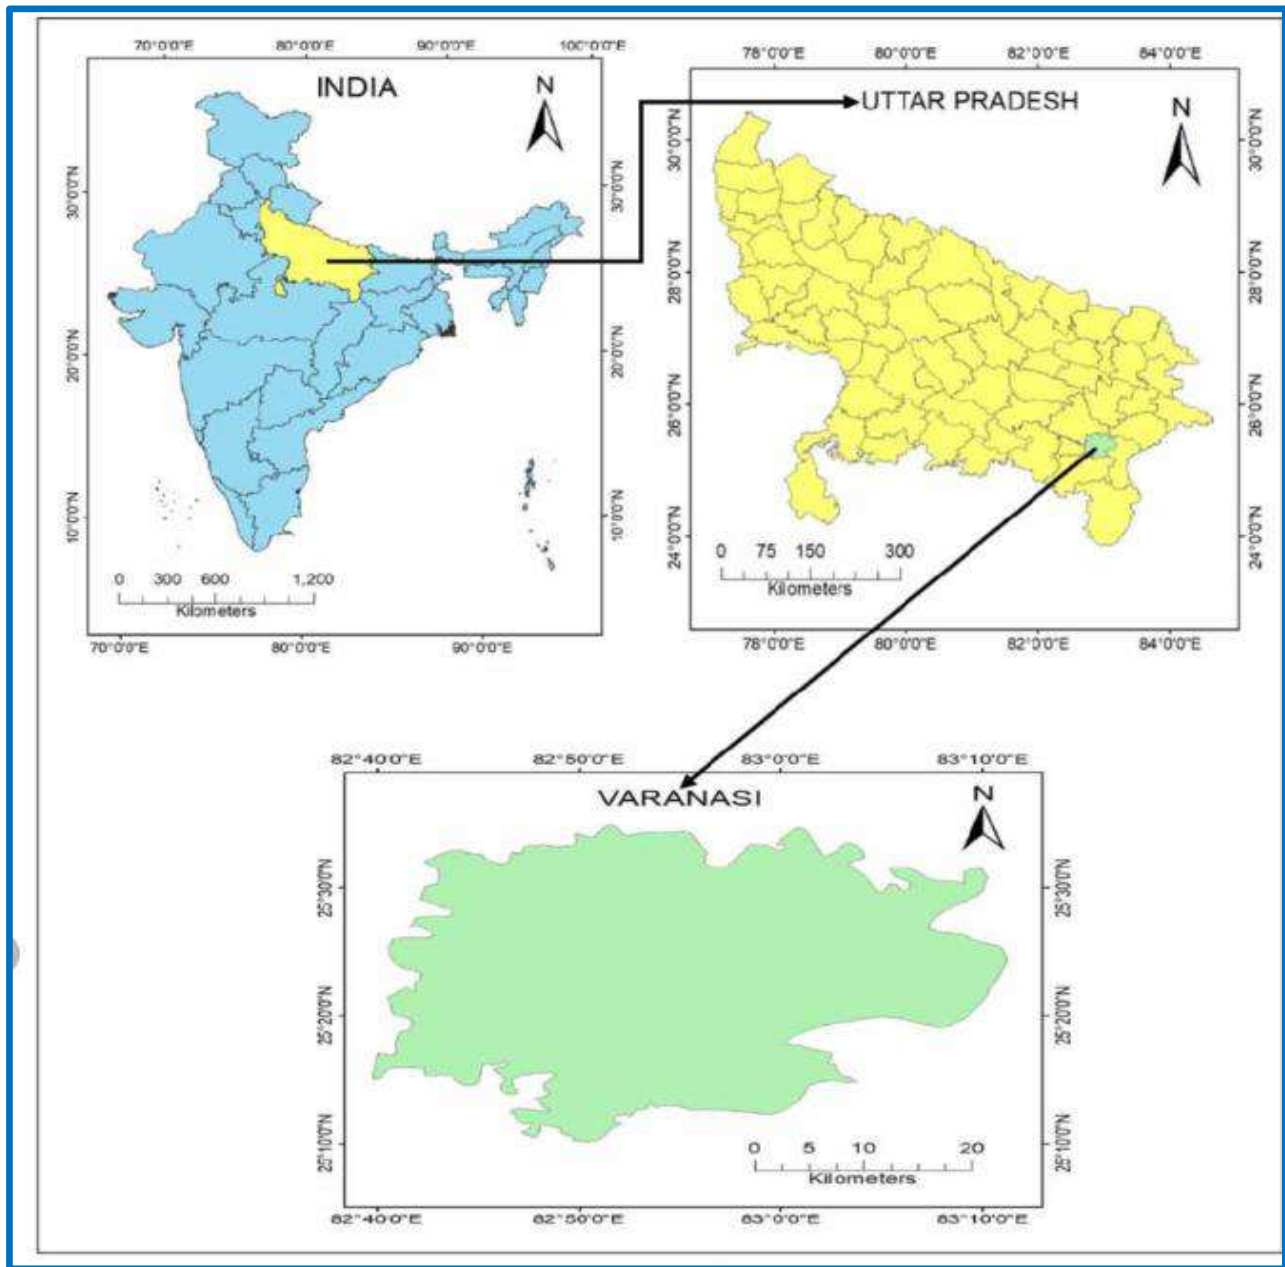 70°0'0"E 80°0'0"E 90°0'0"E 100°0'0"E
INDIA
N
30°0'0"N
20°0'0"N
10°0'0"N
30°0'0"N
20°0'0"N
10°0'0"N
0 300 600 1,200
Kilometers
70°0'0"E 80°0'0"E 90°0'0"E
78°0'0"E 80°0'0"E 82°0'0"E 84°0'0"E
UTTAR PRADESH
N
30°0'0"N
28°0'0"N
26°0'0"N
24°0'0"N
30°0'0"N
28°0'0"N
26°0'0"N
24°0'0"N
0 75 150 300
Kilometers
78°0'0"E 80°0'0"E 82°0'0"E 84°0'0"E
82°40'0"E 82°50'0"E 83°0'0"E 83°10'0"E
VARANASI
N
25°30'0"N
25°20'0"N
25°10'0"N
25°30'0"N
25°20'0"N
25°10'0"N
0 5 10 20
Kilometers
82°40'0"E 82°50'0"E 83°0'0"E 83°10'0"E